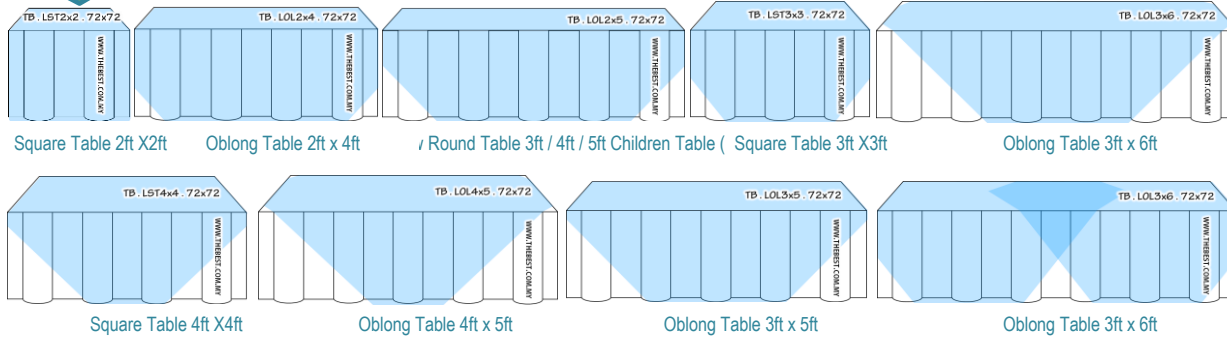 TB . LST2x2 . 72x72
TB . LOL2x4 . 72x72
TB . LOL2x5 . 72x72
TB . LST3x3 . 72x72
TB . LOL3x6 . 72x72
WWW.THEBEST.COM.MY
WWW.THEBEST.COM.MY
WWW.THEBEST.COM.MY
WWW.THEBEST.COM.MY
WWW.THEBEST.COM.MY
Square Table 2ft X2ft
Oblong Table 2ft x 4ft
Round Table 3ft / 4ft / 5ft Children Table (
Square Table 3ft X3ft
Oblong Table 3ft x 6ft
TB . LST4x4 . 72x72
TB . LOL4x5 . 72x72
TB . LOL3x5 . 72x72
TB . LOL3x6 . 72x72
WWW.THEBEST.COM.MY
WWW.THEBEST.COM.MY
WWW.THEBEST.COM.MY
WWW.THEBEST.COM.MY
Square Table 4ft X4ft
Oblong Table 4ft x 5ft
Oblong Table 3ft x 5ft
Oblong Table 3ft x 6ft